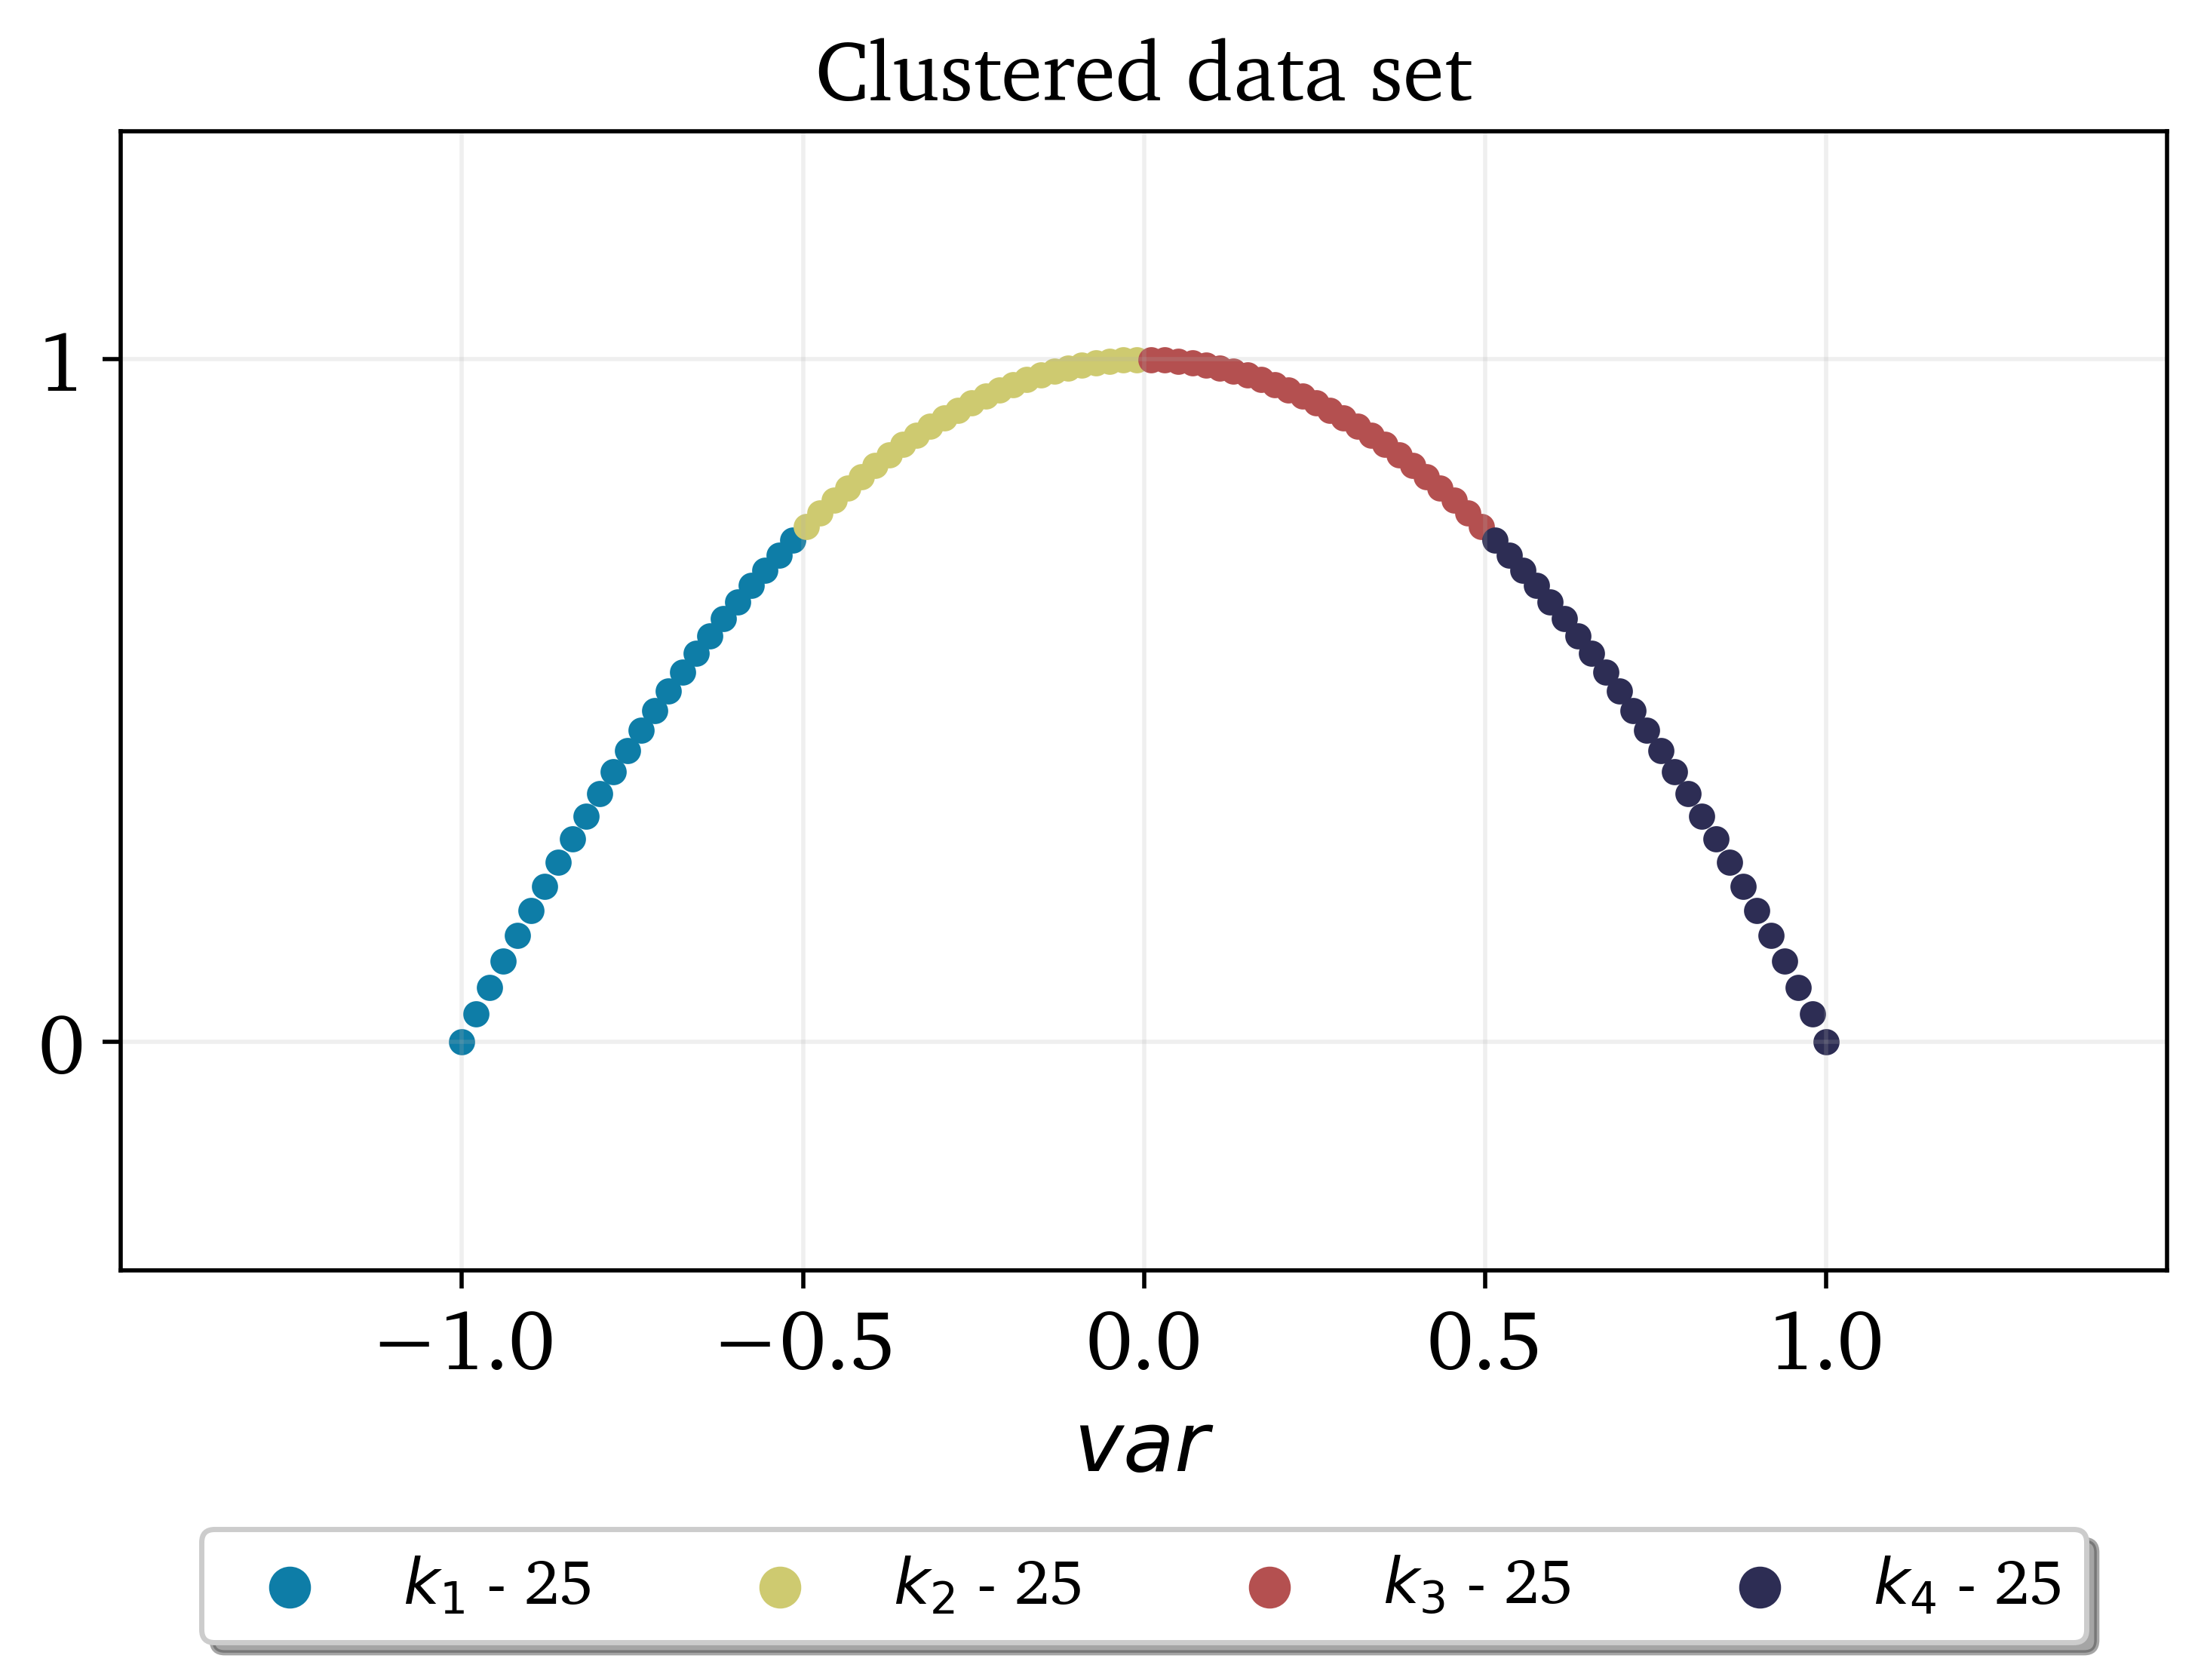 Clustered data set
1
0
−1.0 −0.5 0.0 0.5 1.0
var
k₁ - 25 k₂ - 25 k₃ - 25 k₄ - 25